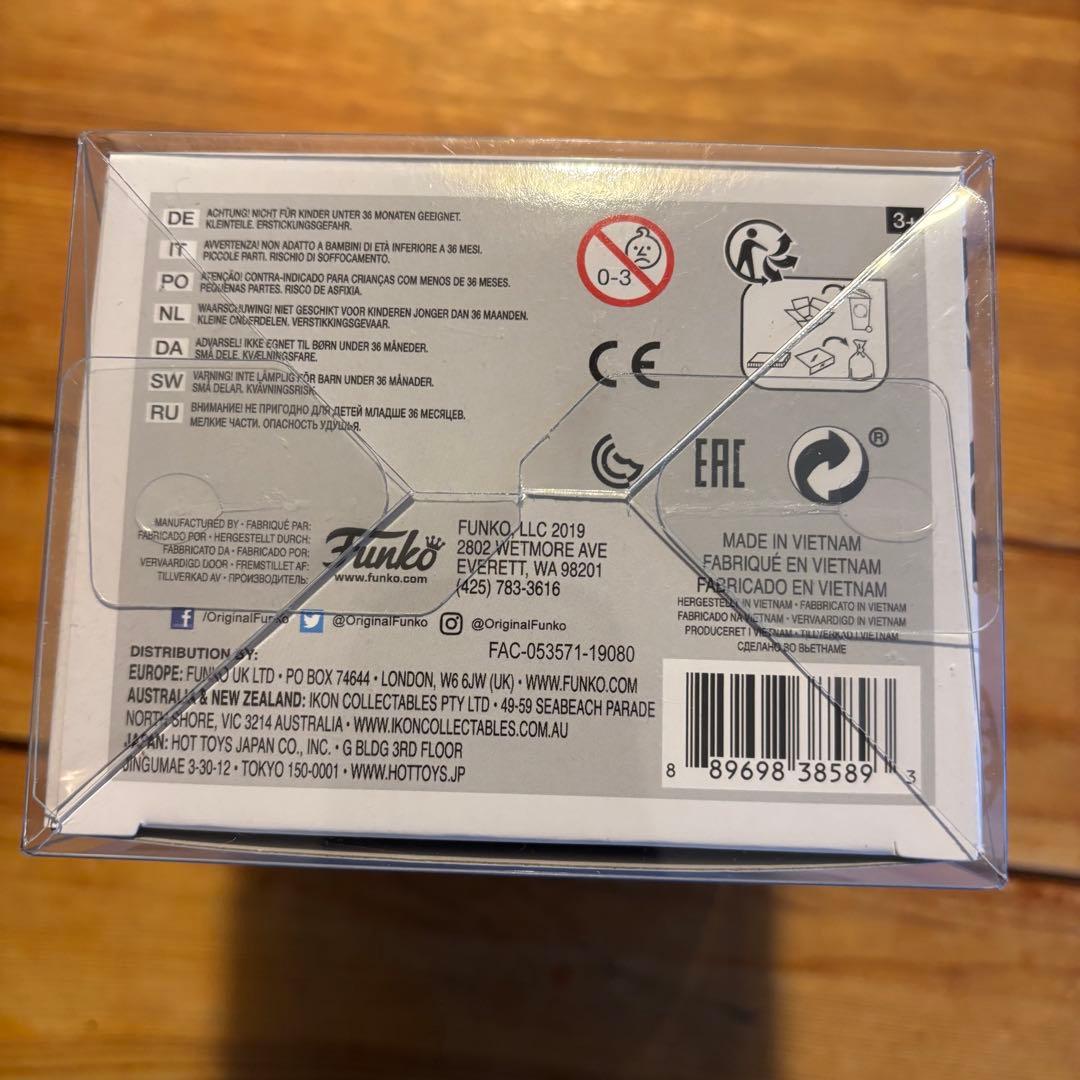 DE ACHTUNG! NICHT FÜR KINDER UNTER 36 MONATEN GEEIGNET.
KLEINTEILE. ERSTICKUNGSGEFAHR.
IT AVVERTENZA! NON ADATTO A BAMBINI DI ETÀ INFERIORE A 36 MESI.
PICCOLE PARTI. RISCHIO DI SOFFOCAMENTO.
PO ATENÇÃO! CONTRA-INDICADO PARA CRIANÇAS COM MENOS DE 36 MESES.
PEQUENAS PARTES. RISCO DE ASFIXIA.
NL WAARSCHUWING! NIET GESCHIKT VOOR KINDEREN JONGER DAN 36 MAANDEN.
KLEINE ONDERDELEN. VERSTIKKINGSGEVAAR.
DA ADVARSEL! IKKE EGNET TIL BØRN UNDER 36 MÅNEDER.
SMÅ DELE. KVÆLNINGSFARE.
SW VARNING! INTE LÄMPLIG FÖR BARN UNDER 36 MÅNADER.
SMÅ DELAR. KVÄVNINGSRISK.
RU ВНИМАНИЕ! НЕ ПРИГОДНО ДЛЯ ДЕТЕЙ МЛАДШЕ 36 МЕСЯЦЕВ.
МЕЛКИЕ ЧАСТИ. ОПАСНОСТЬ УДУШЬЯ.
0-3
3+
CE
EAC
®
MANUFACTURED BY • FABRIQUÉ PAR:
FABRICADO POR • HERGESTELLT DURCH:
FABBRICATO DA • FABRICADO POR:
VERVAARDIGD DOOR • FREMSTILLET AF:
TILLVERKAD AV • ПРОИЗВОДИТЕЛЬ:
Funko
www.funko.com
FUNKO, LLC 2019
2802 WETMORE AVE
EVERETT, WA 98201
(425) 783-3616
MADE IN VIETNAM
FABRIQUÉ EN VIETNAM
FABRICADO EN VIETNAM
HERGESTELLT IN VIETNAM • FABBRICATO IN VIETNAM
FABRICADO NA VIETNAM • VERVAARDIGD IN VIETNAM
PRODUCERET I VIETNAM • TILLVERKAD I VIETNAM
СДЕЛАНО ВО ВЬЕТНАМЕ
f /OriginalFunko @OriginalFunko @OriginalFunko
FAC-053571-19080
DISTRIBUTION BY:
EUROPE: FUNKO UK LTD • PO BOX 74644 • LONDON, W6 6JW (UK) • WWW.FUNKO.COM
AUSTRALIA & NEW ZEALAND: IKON COLLECTABLES PTY LTD • 49-59 SEABEACH PARADE
NORTH SHORE, VIC 3214 AUSTRALIA • WWW.IKONCOLLECTABLES.COM.AU
JAPAN: HOT TOYS JAPAN CO., INC. • G BLDG 3RD FLOOR
JINGUMAE 3-30-12 • TOKYO 150-0001 • WWW.HOTTOYS.JP
8 89698 38589 3